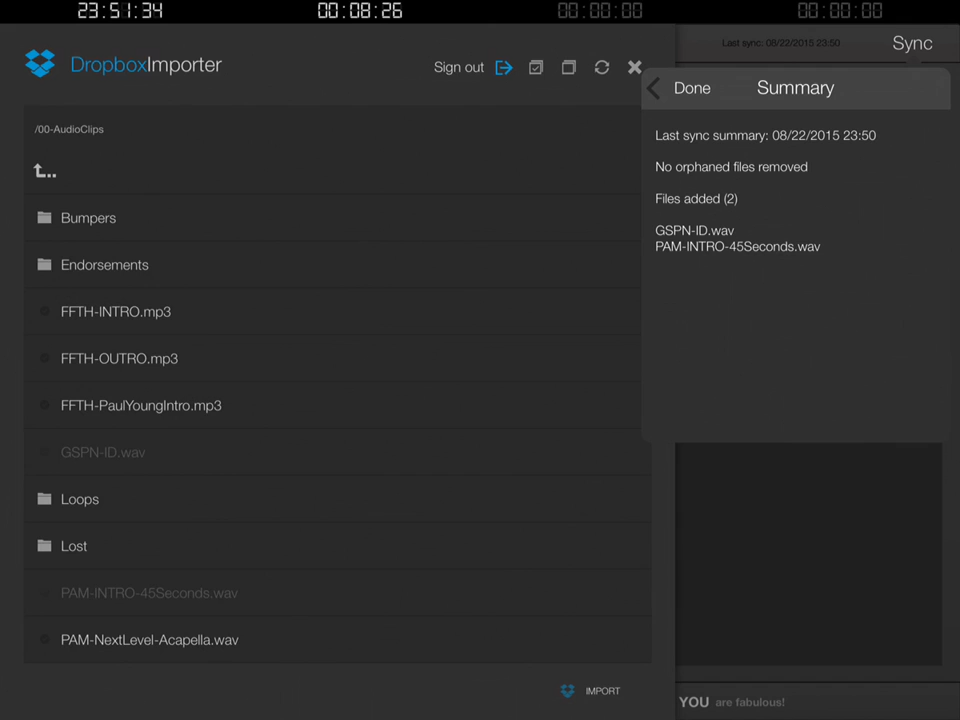 23:51:34 00:08:26 00:00:00 00:00:00
DropboxImporter
Sign out
Last sync: 08/22/2015 23:50
Sync
Done
Summary
Last sync summary: 08/22/2015 23:50
No orphaned files removed
Files added (2)
GSPN-ID.wav
PAM-INTRO-45Seconds.wav
/00-AudioClips
..
Bumpers
Endorsements
FFTH-INTRO.mp3
FFTH-OUTRO.mp3
FFTH-PaulYoungIntro.mp3
GSPN-ID.wav
Loops
Lost
PAM-INTRO-45Seconds.wav
PAM-NextLevel-Acapella.wav
IMPORT
YOU are fabulous!